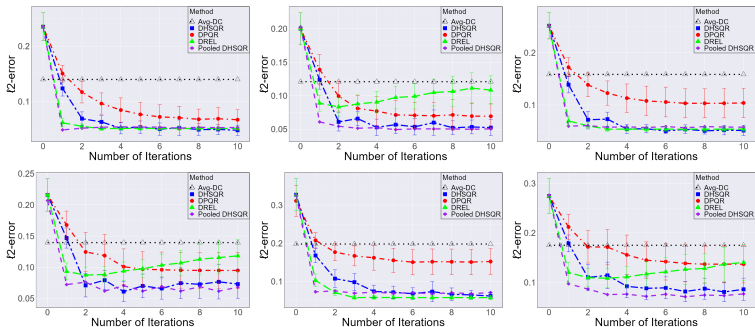 Method
Avg-DC
DHSQR
DPQR
DREL
Pooled DHSQR
0.2
0.1
ℓ2-error
0 2 4 6 8 10
Number of Iterations
Method
Avg-DC
DHSQR
DPQR
DREL
Pooled DHSQR
0.20
0.15
0.10
0.05
ℓ2-error
0 2 4 6 8 10
Number of Iterations
Method
Avg-DC
DHSQR
DPQR
DREL
Pooled DHSQR
0.2
0.1
ℓ2-error
0 2 4 6 8 10
Number of Iterations
Method
Avg-DC
DHSQR
DPQR
DREL
Pooled DHSQR
0.25
0.20
0.15
0.10
0.05
ℓ2-error
0 2 4 6 8 10
Number of Iterations
Method
Avg-DC
DHSQR
DPQR
DREL
Pooled DHSQR
0.3
0.2
0.1
ℓ2-error
0 2 4 6 8 10
Number of Iterations
Method
Avg-DC
DHSQR
DPQR
DREL
Pooled DHSQR
0.3
0.2
0.1
ℓ2-error
0 2 4 6 8 10
Number of Iterations